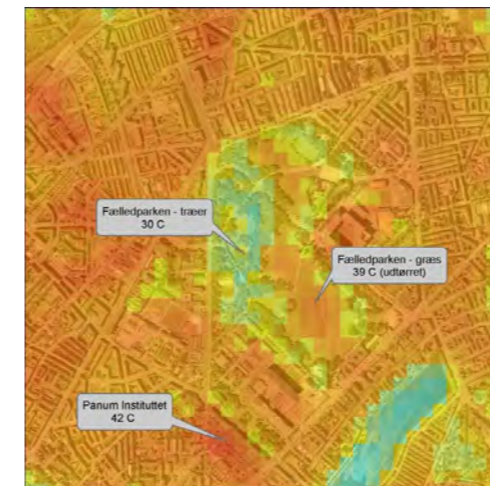 Fælledparken - træer
30 C
Fælledparken - græs
39 C (udtørret)
Panum Instituttet
42 C